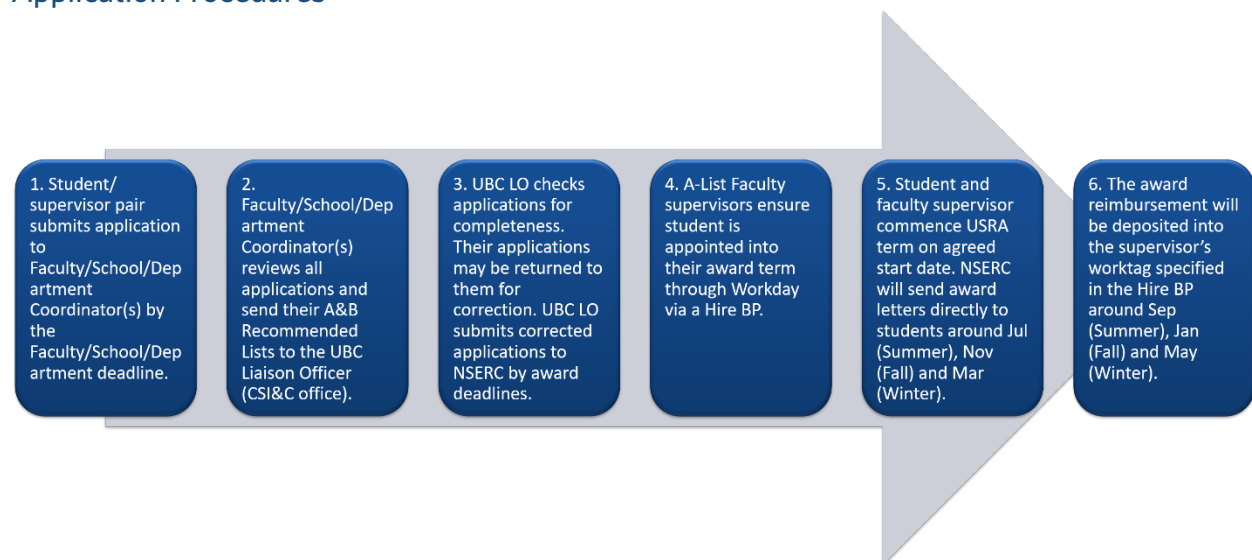 Application Procedures
1. Student/
supervisor pair
submits application
to
Faculty/School/Dep
artment
Coordinator(s) by
the
Faculty/School/Dep
artment deadline.
2.
Faculty/School/Dep
artment
Coordinator(s)
reviews all
applications and
send their A&B
Recommended
Lists to the UBC
Liaison Officer
(CSI&C office).
3. UBC LO checks
applications for
completeness.
Their applications
may be returned to
them for
correction. UBC LO
submits corrected
applications to
NSERC by award
deadlines.
4. A-List Faculty
supervisors ensure
student is
appointed into
their award term
through Workday
via a Hire BP.
5. Student and
faculty supervisor
commence USRA
term on agreed
start date. NSERC
will send award
letters directly to
students around Jul
(Summer), Nov
(Fall) and Mar
(Winter).
6. The award
reimbursement will
be deposited into
the supervisor's
worktag specified
in the Hire BP
around Sep
(Summer), Jan
(Fall) and May
(Winter).